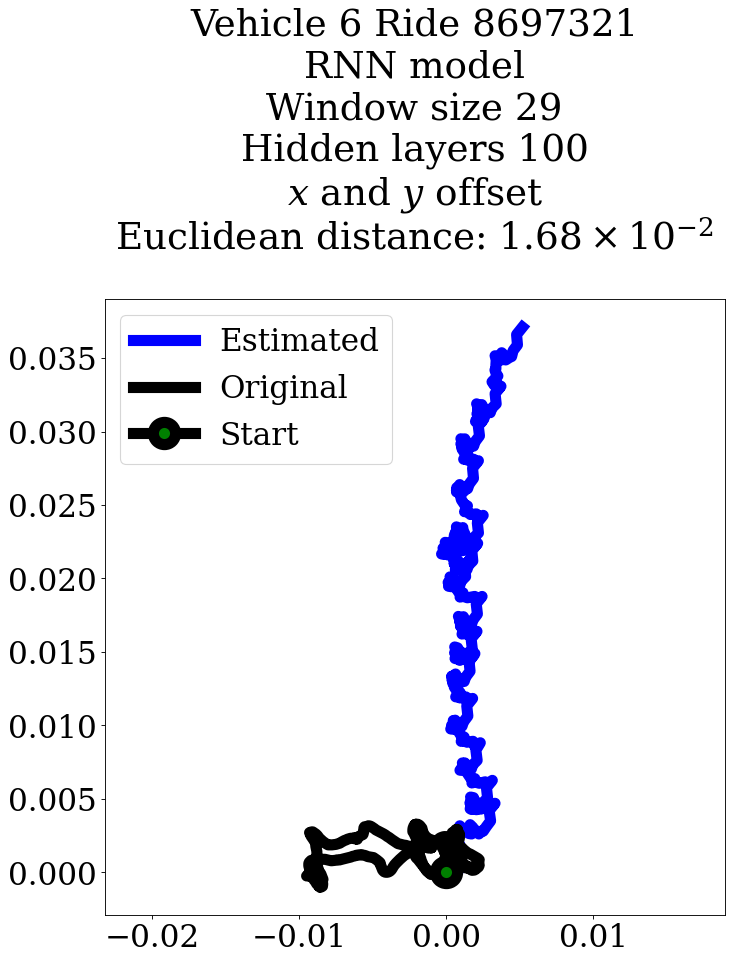 Vehicle 6 Ride 8697321
RNN model
Window size 29
Hidden layers 100
x and y offset
Euclidean distance: 1.68 × 10⁻²
Estimated
Original
Start
0.035
0.030
0.025
0.020
0.015
0.010
0.005
0.000
−0.02 −0.01 0.00 0.01